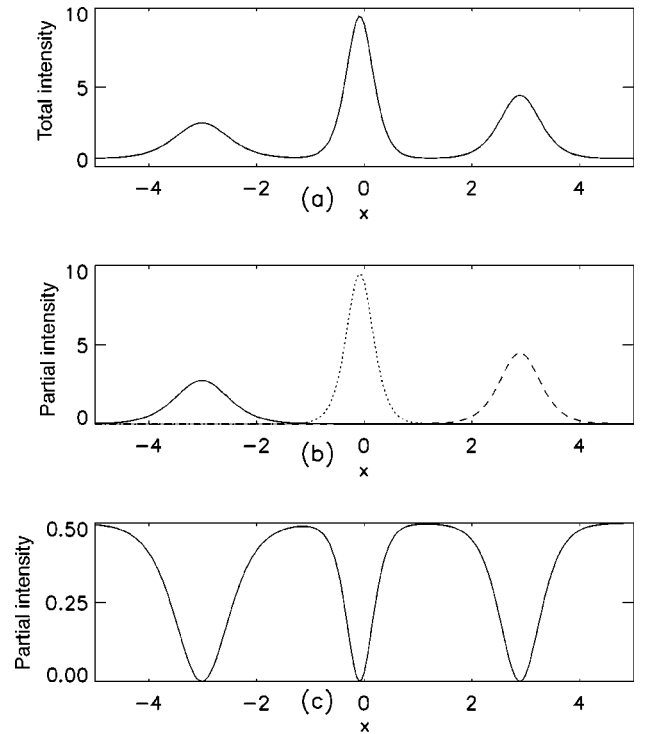 Total intensity
10
5
0
−4 −2 0 2 4
(a)
x
Partial intensity
10
5
0
−4 −2 0 2 4
(b)
x
Partial intensity
0.50
0.25
0.00
−4 −2 0 2 4
(c)
x